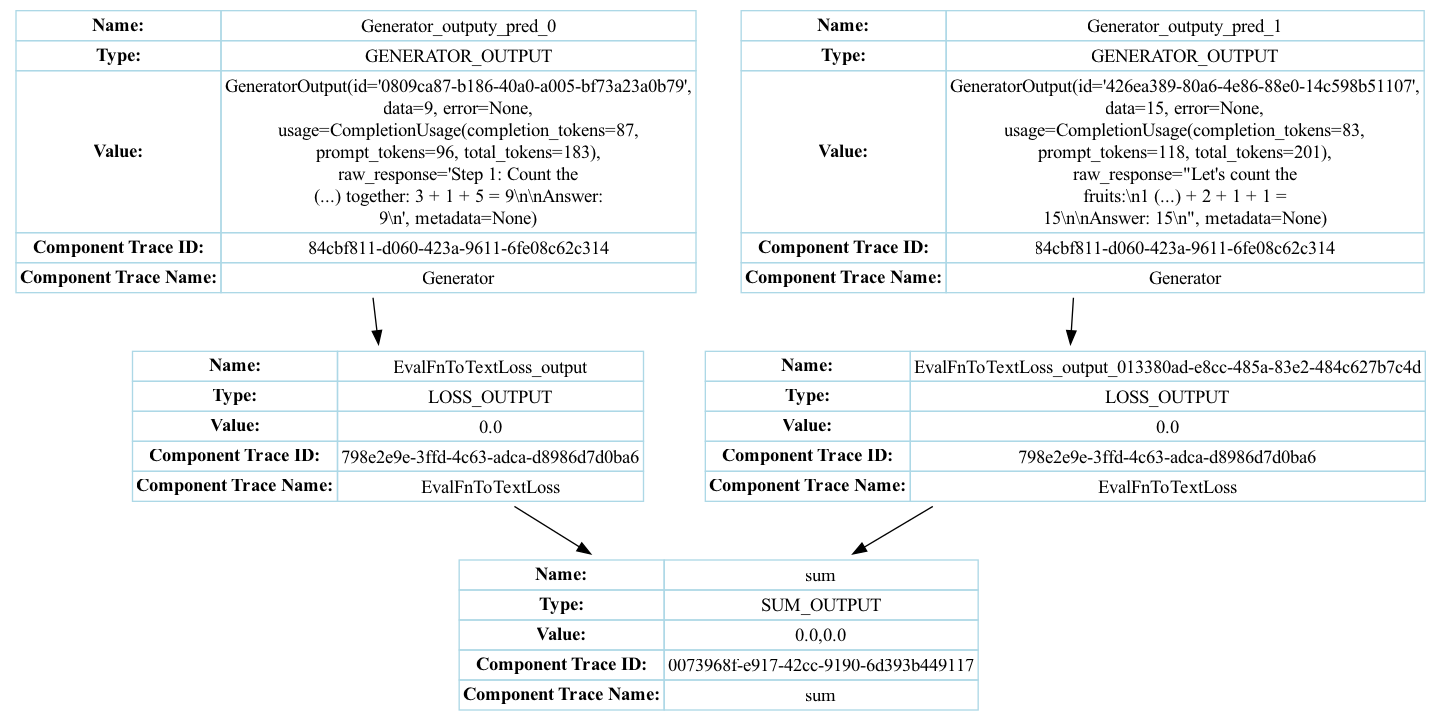 Name: Generator_outputy_pred_0
Type: GENERATOR_OUTPUT
Value: GeneratorOutput(id='0809ca87-b186-40a0-a005-bf73a23a0b79',
data=9, error=None,
usage=CompletionUsage(completion_tokens=87,
prompt_tokens=96, total_tokens=183),
raw_response='Step 1: Count the
(...) together: 3 + 1 + 5 = 9\n\nAnswer:
9\n', metadata=None)
Component Trace ID: 84cbf811-d060-423a-9611-6fe08c62c314
Component Trace Name: Generator
Name: Generator_outputy_pred_1
Type: GENERATOR_OUTPUT
Value: GeneratorOutput(id='426ea389-80a6-4e86-88e0-14c598b51107',
data=15, error=None,
usage=CompletionUsage(completion_tokens=83,
prompt_tokens=118, total_tokens=201),
raw_response="Let's count the
fruits:\n1 (...) + 2 + 1 + 1 =
15\n\nAnswer: 15\n", metadata=None)
Component Trace ID: 84cbf811-d060-423a-9611-6fe08c62c314
Component Trace Name: Generator
Name: EvalFnToTextLoss_output
Type: LOSS_OUTPUT
Value: 0.0
Component Trace ID: 798e2e9e-3ffd-4c63-adca-d8986d7d0ba6
Component Trace Name: EvalFnToTextLoss
Name: EvalFnToTextLoss_output_013380ad-e8cc-485a-83e2-484c627b7c4d
Type: LOSS_OUTPUT
Value: 0.0
Component Trace ID: 798e2e9e-3ffd-4c63-adca-d8986d7d0ba6
Component Trace Name: EvalFnToTextLoss
Name: sum
Type: SUM_OUTPUT
Value: 0.0,0.0
Component Trace ID: 0073968f-e917-42cc-9190-6d393b449117
Component Trace Name: sum